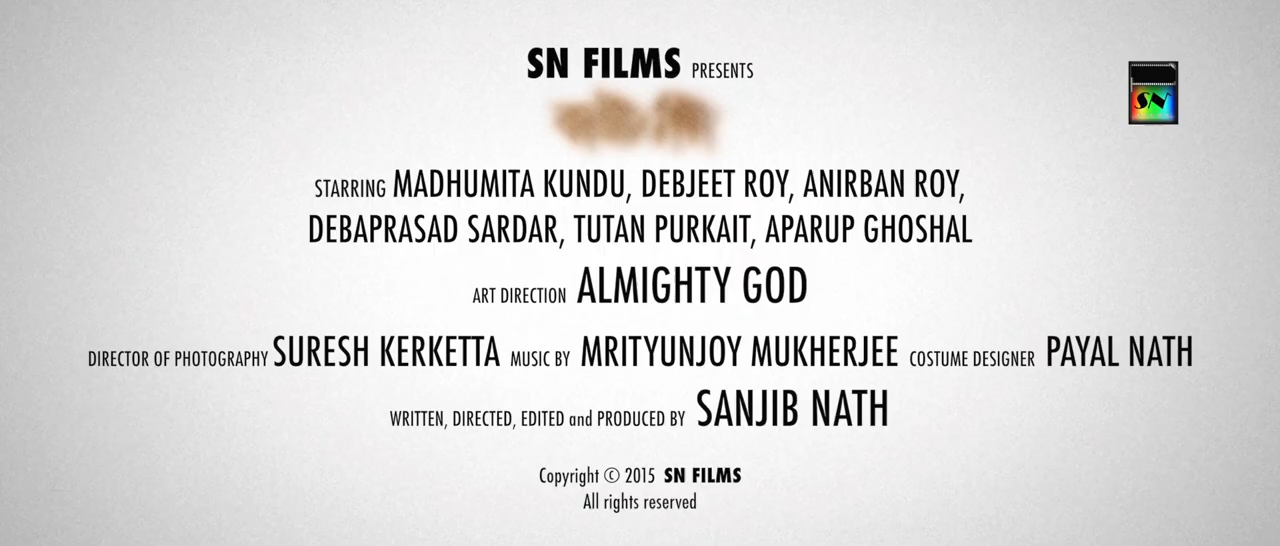 SN FILMS PRESENTS
SN
STARRING MADHUMITA KUNDU, DEBJEET ROY, ANIRBAN ROY,
DEBAPRASAD SARDAR, TUTAN PURKAIT, APARUP GHOSHAL
ART DIRECTION ALMIGHTY GOD
DIRECTOR OF PHOTOGRAPHY SURESH KERKETTA MUSIC BY MRITYUNJOY MUKHERJEE COSTUME DESIGNER PAYAL NATH
WRITTEN, DIRECTED, EDITED and PRODUCED BY SANJIB NATH
Copyright © 2015 SN FILMS
All rights reserved